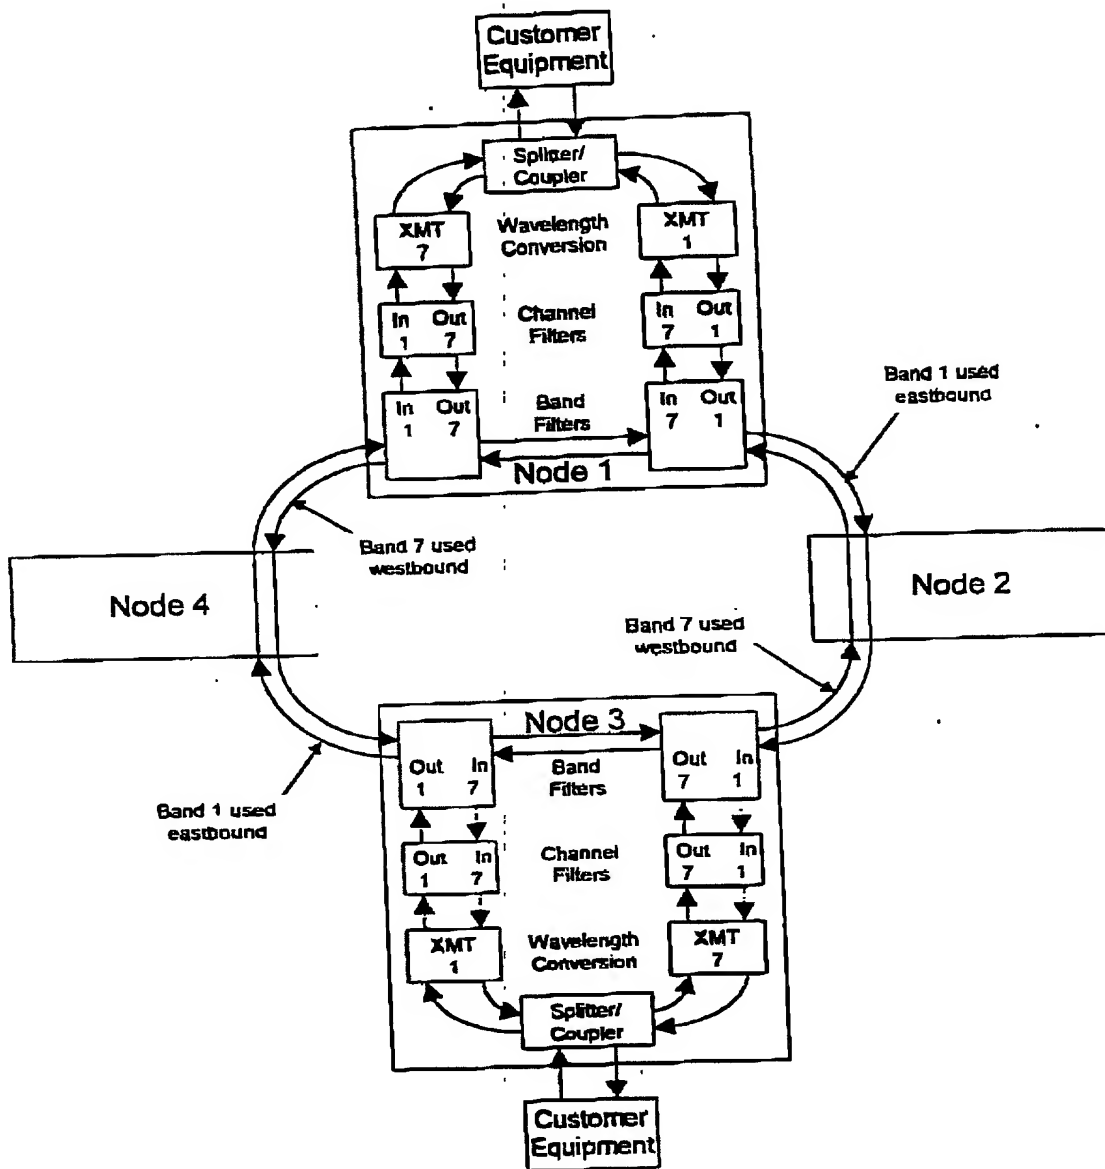 Customer
Equipment
Splitter/
Coupler
XMT
7
Wavelength
Conversion
XMT
1
In Out
1 7
Channel
Filters
In Out
7 1
In Out
1 7
Band
Filters
In Out
7 1
Node 1
Band 1 used
eastbound
Band 7 used
westbound
Node 4
Node 2
Band 7 used
westbound
Node 3
Out In
1 7
Band
Filters
Out In
7 1
Band 1 used
eastbound
Out In
1 7
Channel
Filters
Out In
7 1
XMT
1
Wavelength
Conversion
XMT
7
Splitter/
Coupler
Customer
Equipment